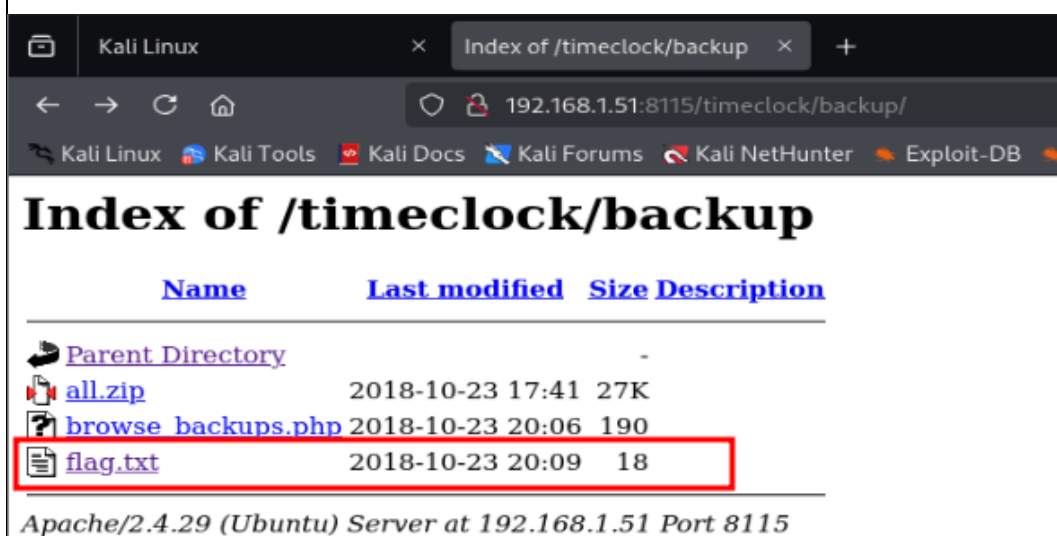 Kali Linux
Index of /timeclock/backup
192.168.1.51:8115/timeclock/backup/
Kali Linux Kali Tools Kali Docs Kali Forums Kali NetHunter Exploit-DB
Index of /timeclock/backup
Name Last modified Size Description
Parent Directory -
all.zip 2018-10-23 17:41 27K
browse_backups.php 2018-10-23 20:06 190
flag.txt 2018-10-23 20:09 18
Apache/2.4.29 (Ubuntu) Server at 192.168.1.51 Port 8115